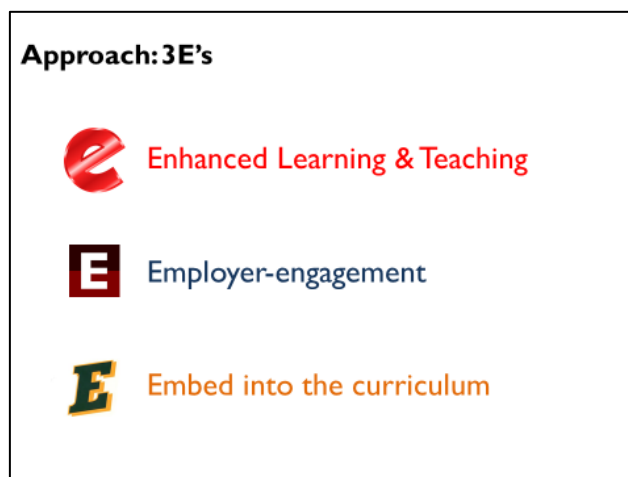 Approach: 3E's
e Enhanced Learning & Teaching
E Employer-engagement
E Embed into the curriculum